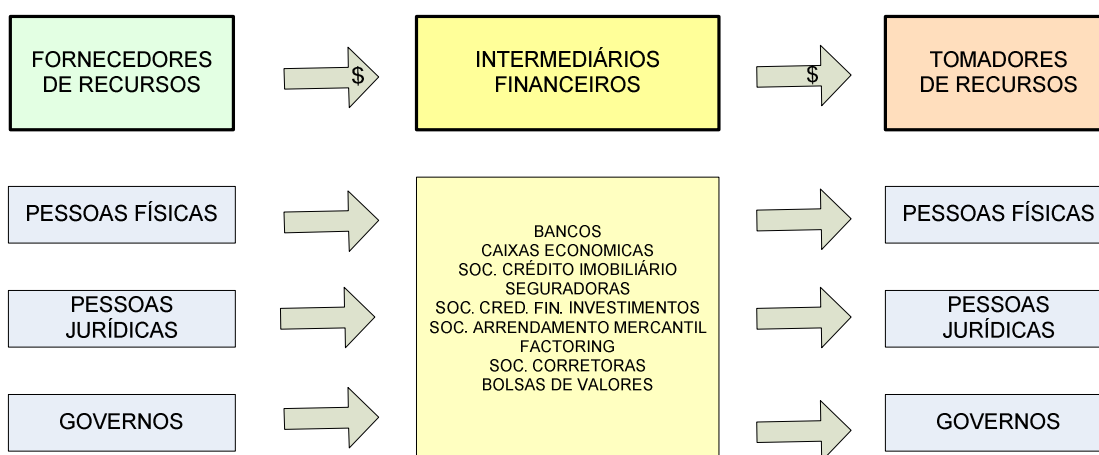 FORNECEDORES
DE RECURSOS
$
INTERMEDIÁRIOS
FINANCEIROS
$
TOMADORES
DE RECURSOS
PESSOAS FÍSICAS
PESSOAS
JURÍDICAS
GOVERNOS
BANCOS
CAIXAS ECONOMICAS
SOC. CRÉDITO IMOBILIÁRIO
SEGURADORAS
SOC. CRED. FIN. INVESTIMENTOS
SOC. ARRENDAMENTO MERCANTIL
FACTORING
SOC. CORRETORAS
BOLSAS DE VALORES
PESSOAS FÍSICAS
PESSOAS
JURÍDICAS
GOVERNOS